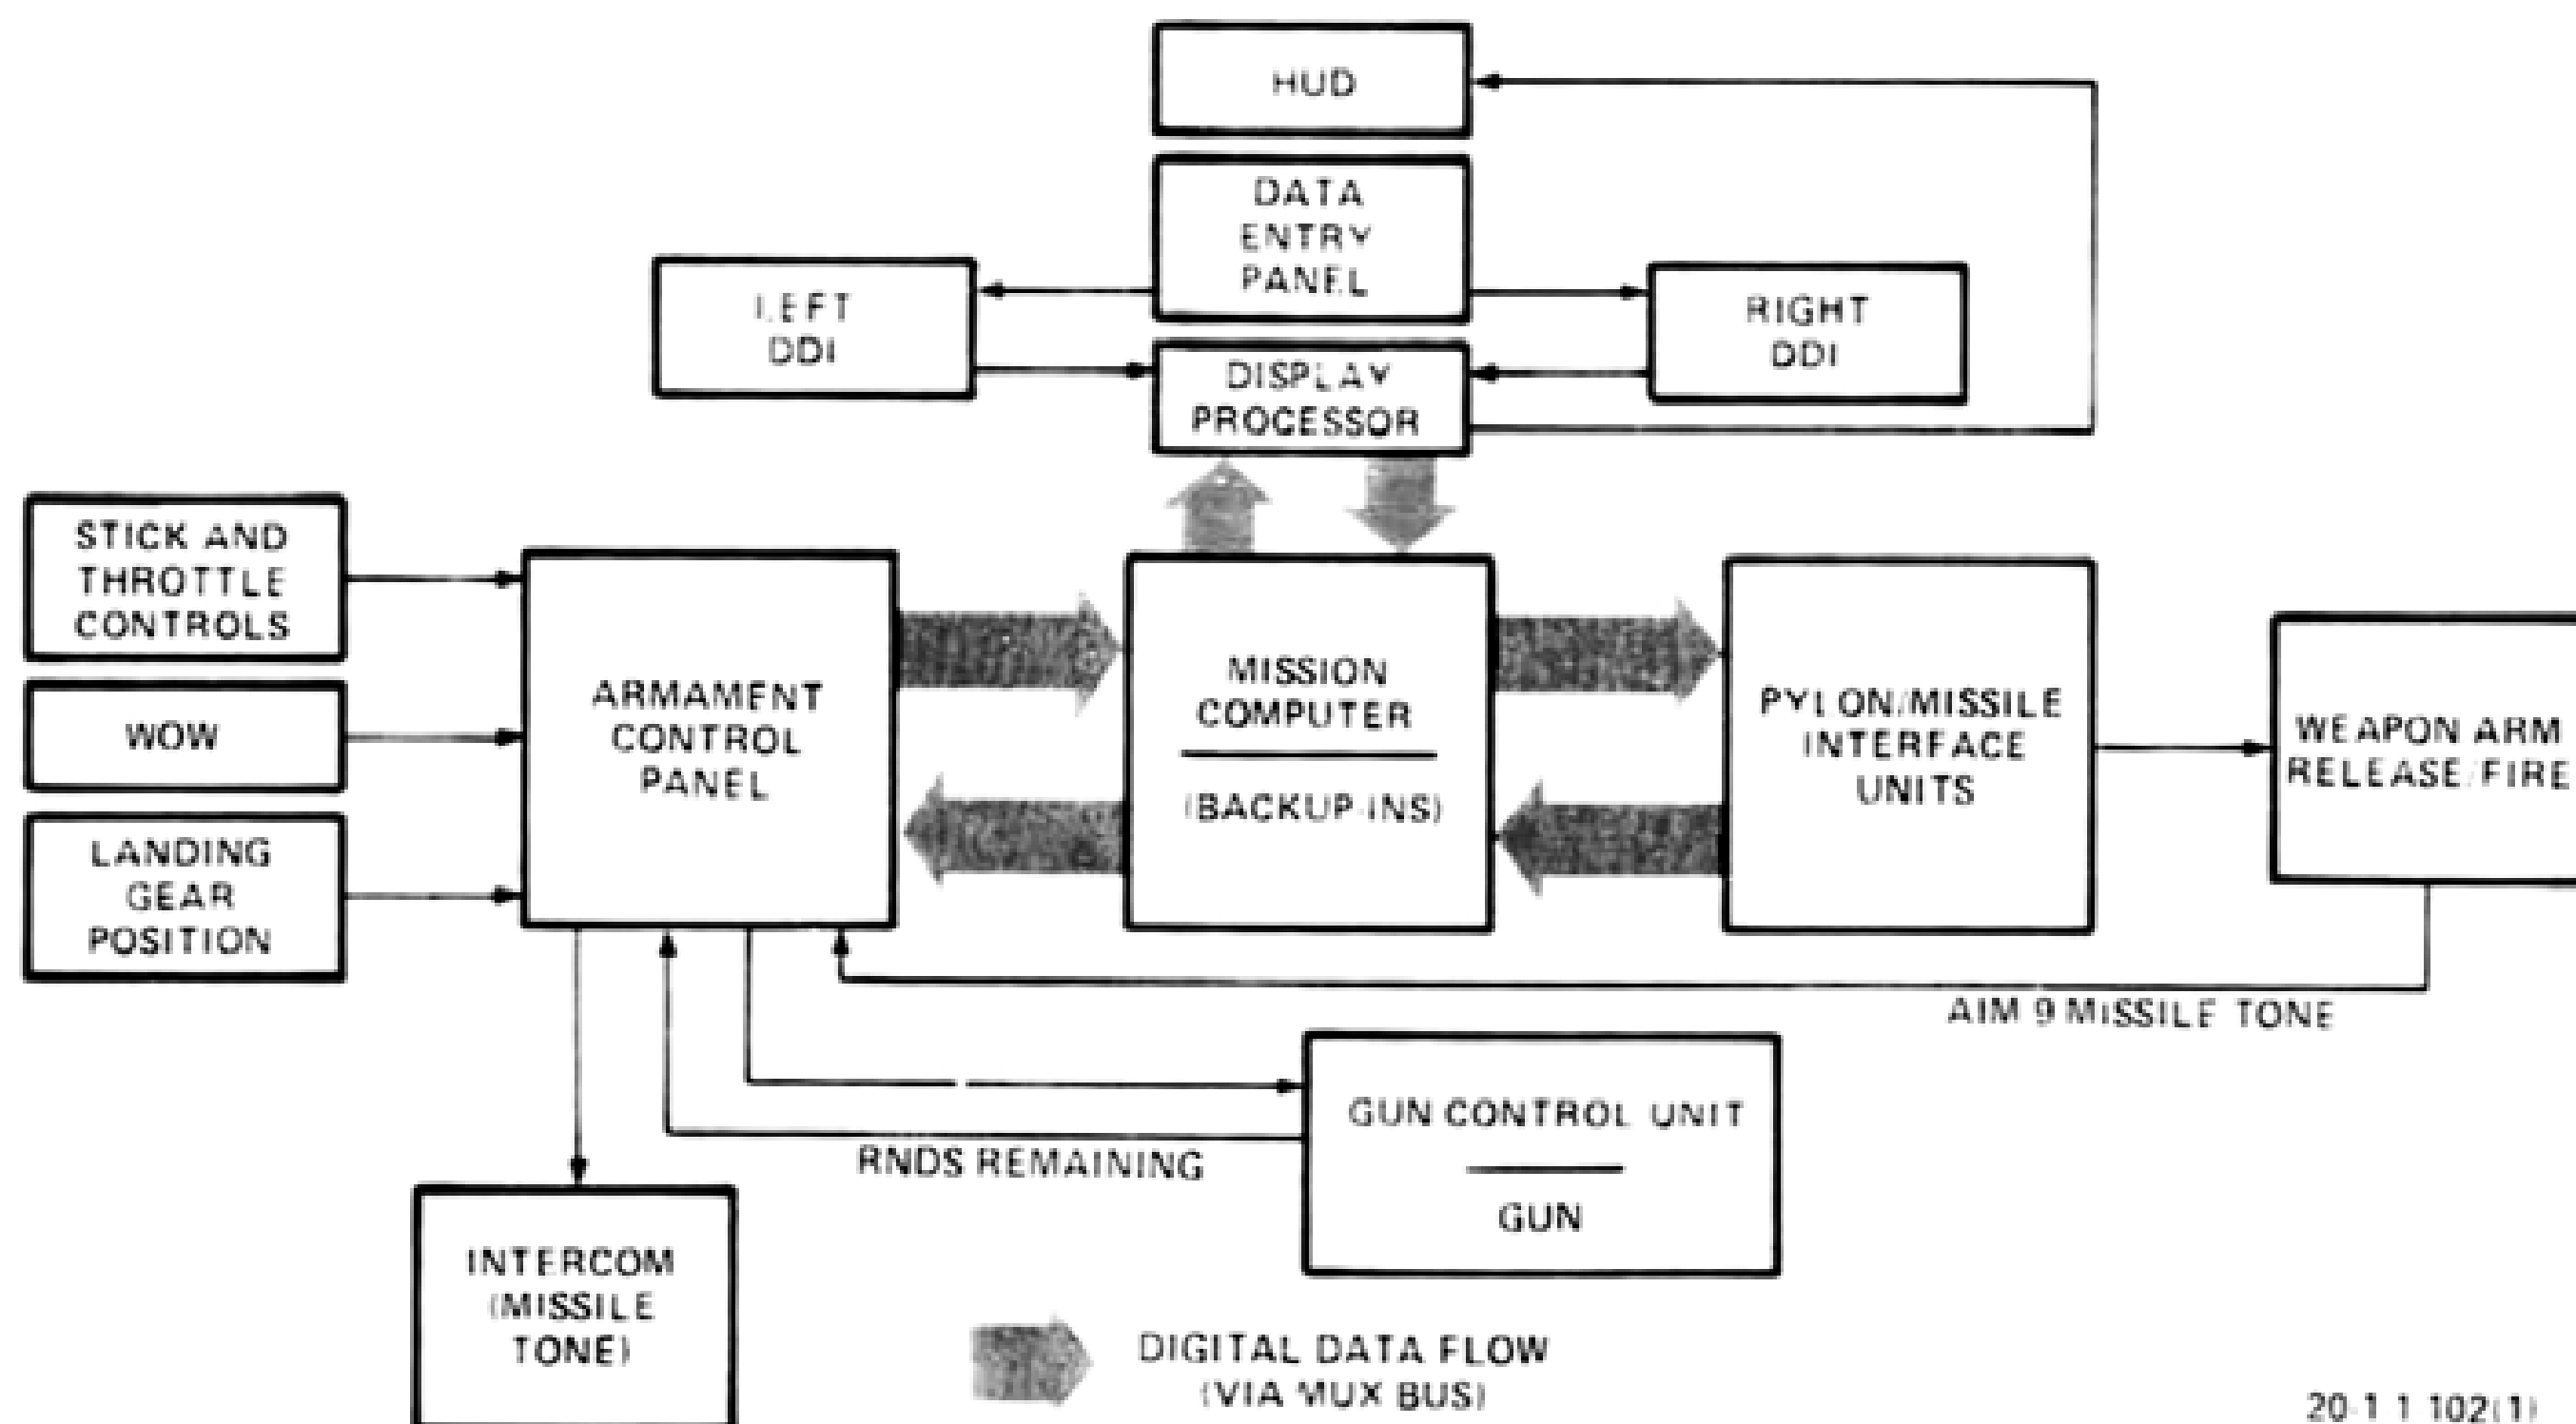 HUD
DATA
ENTRY
PANEL
LEFT
DDI
RIGHT
DDI
DISPLAY
PROCESSOR
STICK AND
THROTTLE
CONTROLS
WOW
LANDING
GEAR
POSITION
ARMAMENT
CONTROL
PANEL
MISSION
COMPUTER
(BACKUP-INS)
PYLON/MISSILE
INTERFACE
UNITS
WEAPON ARM
RELEASE/FIRE
AIM 9 MISSILE TONE
RNDS REMAINING
GUN CONTROL UNIT
GUN
INTERCOM
(MISSILE
TONE)
DIGITAL DATA FLOW
(VIA MUX BUS)
20-1 1 102(1)